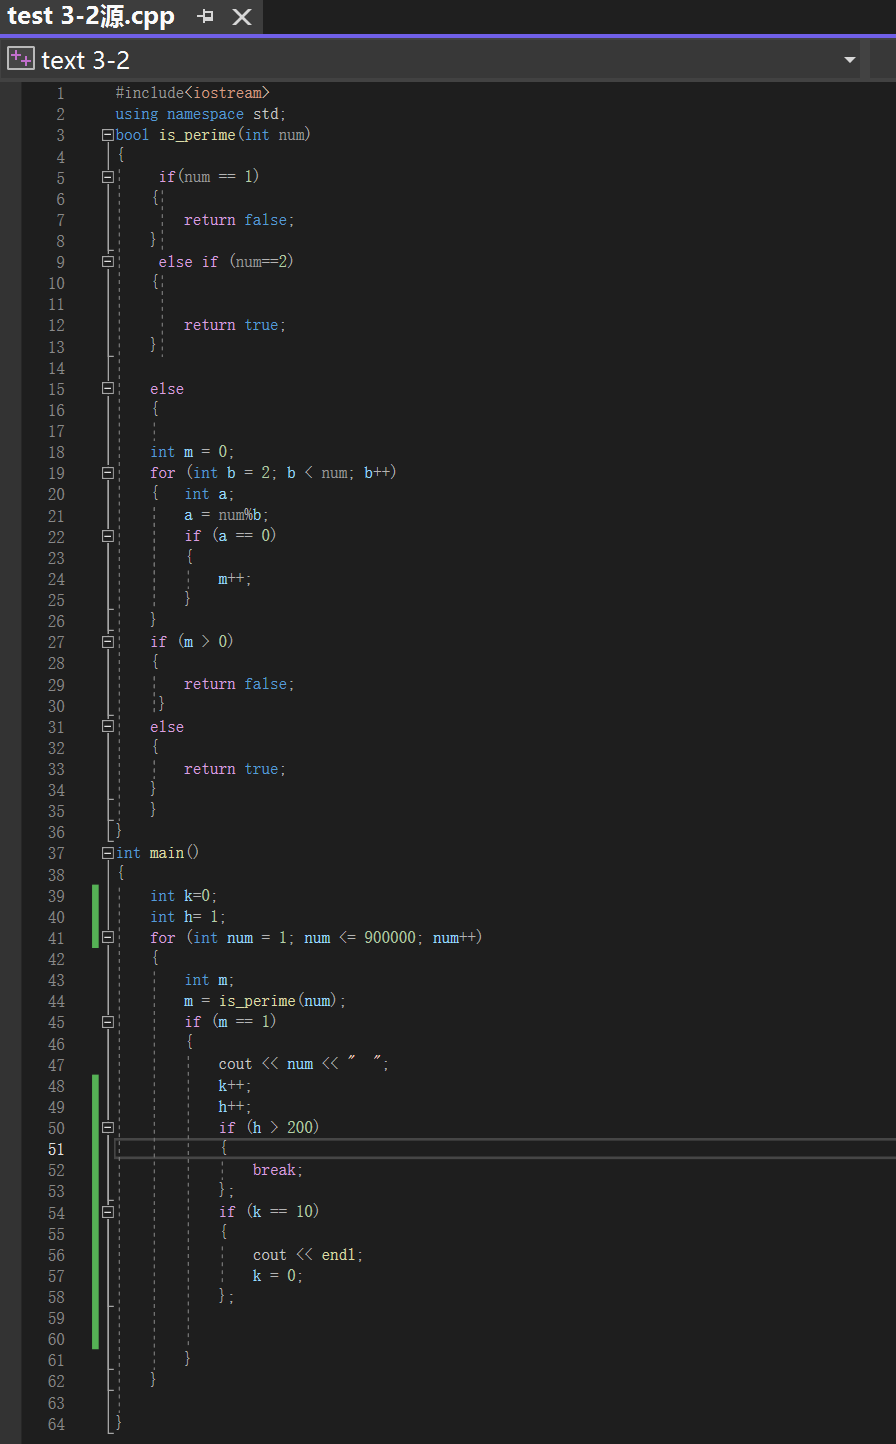 test 3-2源.cpp
text 3-2
1 #include<iostream>
2 using namespace std;
3 bool is_perime(int num)
4 {
5 if(num == 1)
6 {
7 return false;
8 }
9 else if (num==2)
10 {
11
12 return true;
13 }
14
15 else
16 {
17
18 int m = 0;
19 for (int b = 2; b < num; b++)
20 { int a;
21 a = num%b;
22 if (a == 0)
23 {
24 m++;
25 }
26 }
27 if (m > 0)
28 {
29 return false;
30 }
31 else
32 {
33 return true;
34 }
35 }
36 }
37 int main()
38 {
39 int k=0;
40 int h= 1;
41 for (int num = 1; num <= 900000; num++)
42 {
43 int m;
44 m = is_perime(num);
45 if (m == 1)
46 {
47 cout << num << "  ";
48 k++;
49 h++;
50 if (h > 200)
51 {
52 break;
53 };
54 if (k == 10)
55 {
56 cout << endl;
57 k = 0;
58 };
59
60
61 }
62 }
63
64 }